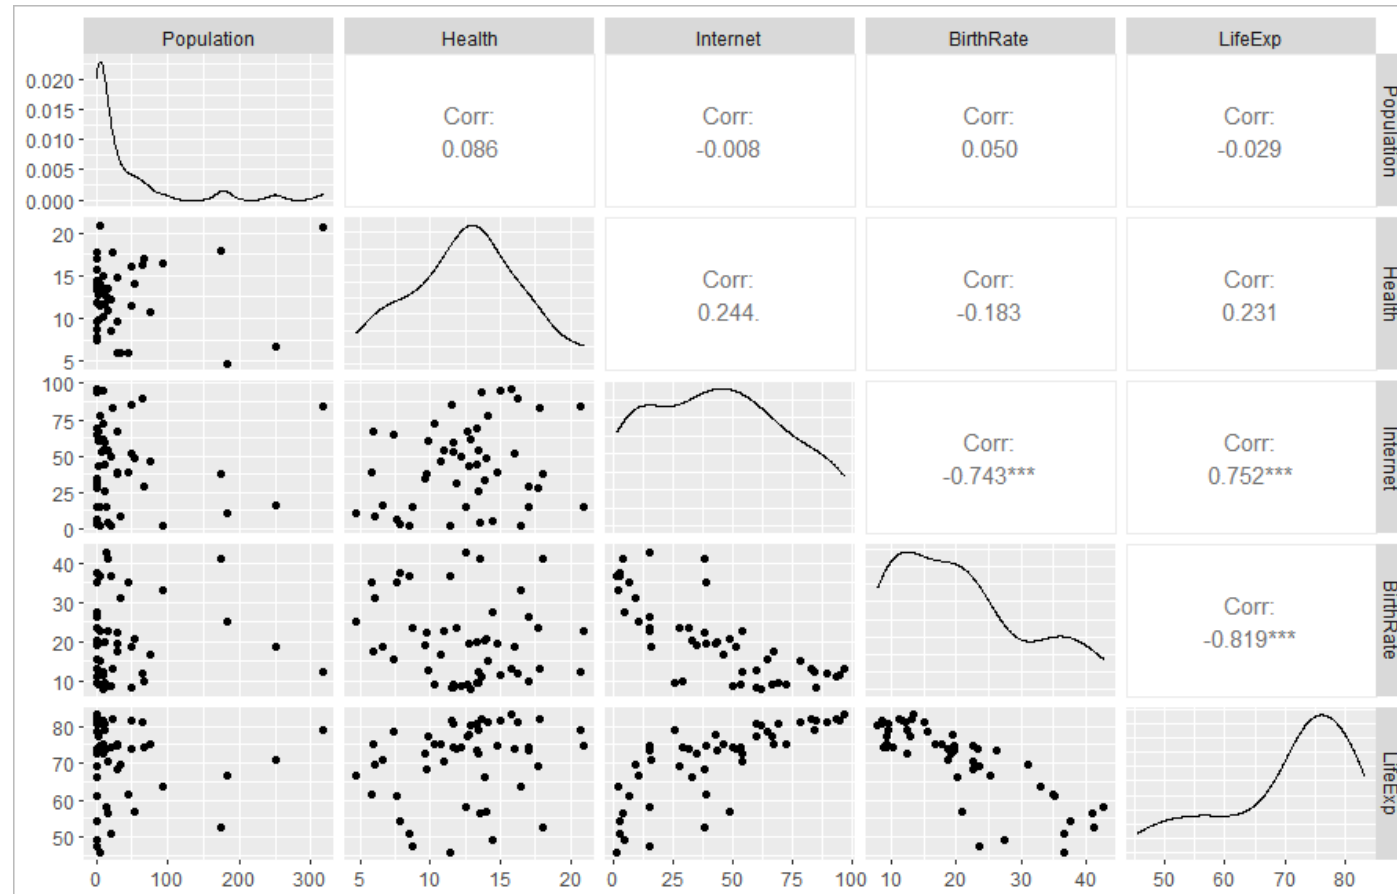 Population Health Internet BirthRate LifeExp
0.020
0.015
0.010
0.005
0.000
Corr:
0.086
Corr:
-0.008
Corr:
0.050
Corr:
-0.029
Population
20
15
10
5
Corr:
0.244.
Corr:
-0.183
Corr:
0.231
Health
100
75
50
25
0
Corr:
-0.743***
Corr:
0.752***
Internet
40
30
20
10
Corr:
-0.819***
BirthRate
80
70
60
50
LifeExp
0 100 200 300 5 10 15 20 0 25 50 75 100 10 20 30 40 50 60 70 80